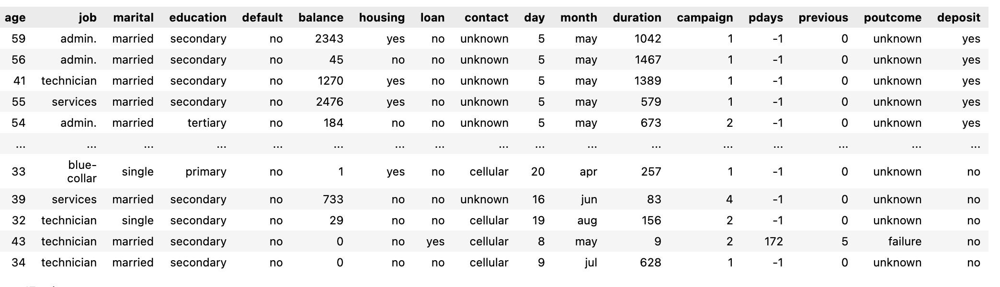 age job marital education default balance housing loan contact day month duration campaign pdays previous poutcome deposit
59 admin. married secondary no 2343 yes no unknown 5 may 1042 1 -1 0 unknown yes
56 admin. married secondary no 45 no no unknown 5 may 1467 1 -1 0 unknown yes
41 technician married secondary no 1270 yes no unknown 5 may 1389 1 -1 0 unknown yes
55 services married secondary no 2476 yes no unknown 5 may 579 1 -1 0 unknown yes
54 admin. married tertiary no 184 no no unknown 5 may 673 2 -1 0 unknown yes
... ... ... ... ... ... ... ... ... ... ... ... ... ... ... ... ...
33 blue-collar single primary no 1 yes no cellular 20 apr 257 1 -1 0 unknown no
39 services married secondary no 733 no no unknown 16 jun 83 4 -1 0 unknown no
32 technician single secondary no 29 no no cellular 19 aug 156 2 -1 0 unknown no
43 technician married secondary no 0 no yes cellular 8 may 9 2 172 5 failure no
34 technician married secondary no 0 no no cellular 9 jul 628 1 -1 0 unknown no